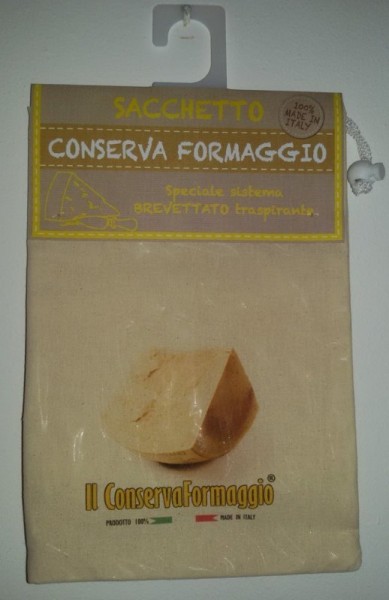 SACCHETTO
100%
MADE IN
ITALY
CONSERVA FORMAGGIO
Speciale sistema
BREVETTATO traspirante.
Il ConservaFormaggio®
PRODOTTO 100% MADE IN ITALY